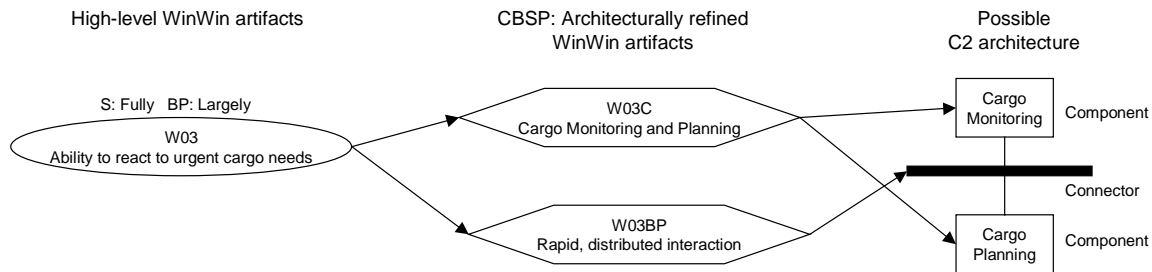 High-level WinWin artifacts
CBSP: Architecturally refined
WinWin artifacts
Possible
C2 architecture
S: Fully   BP: Largely
W03
Ability to react to urgent cargo needs
W03C
Cargo Monitoring and Planning
W03BP
Rapid, distributed interaction
Cargo
Monitoring
Component
Connector
Cargo
Planning
Component